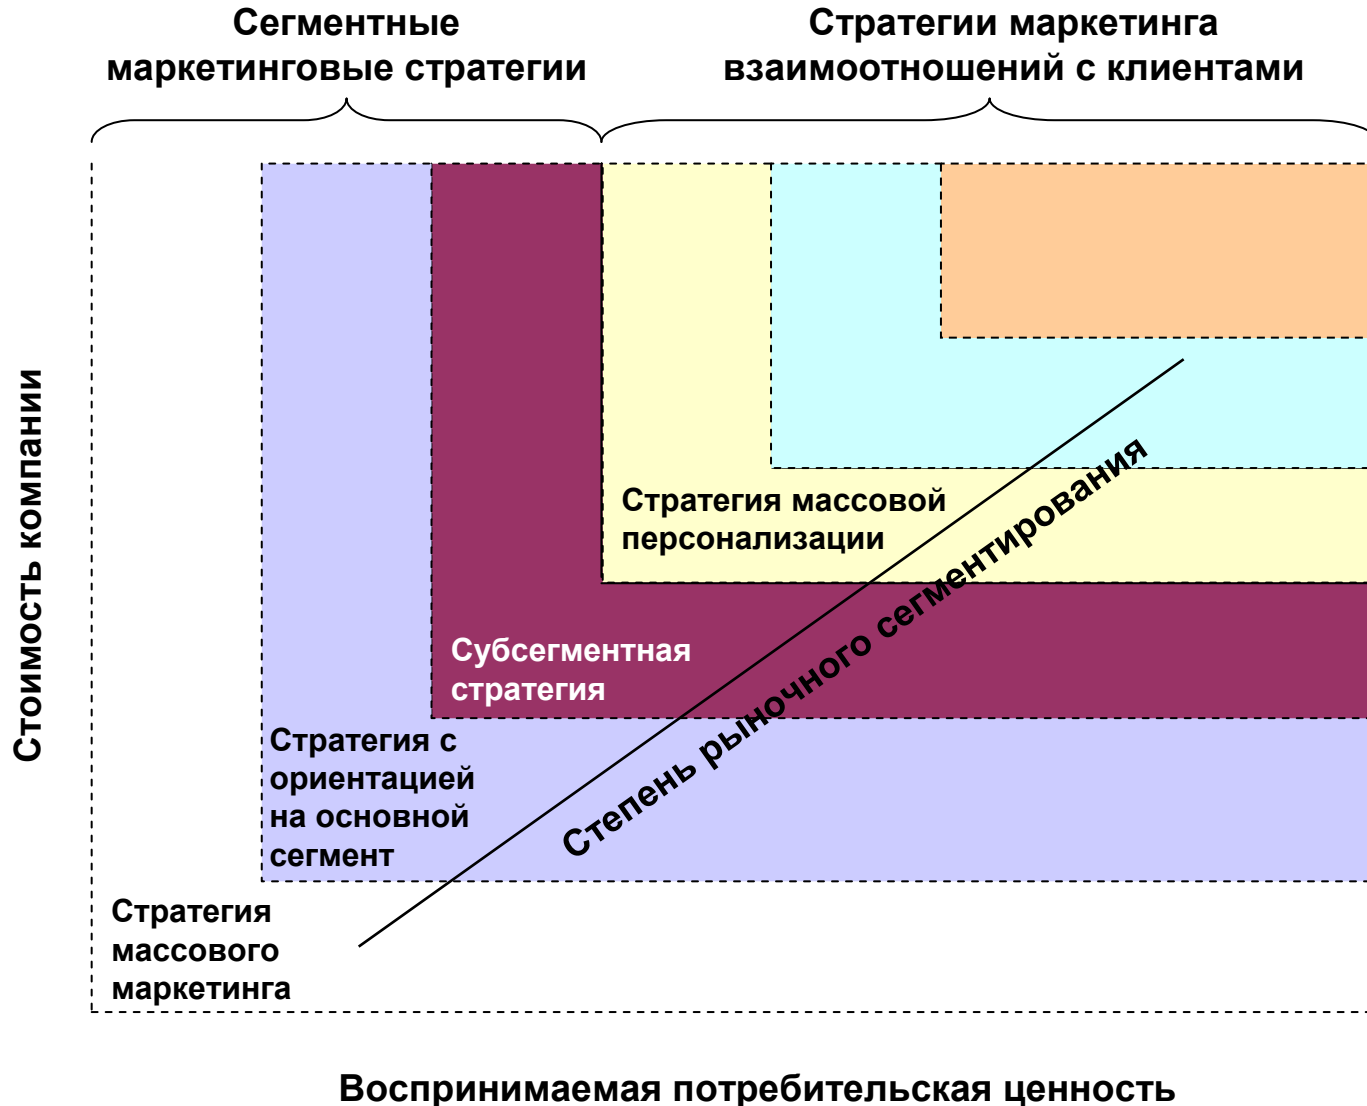 Сегментные
маркетинговые стратегии
Стратегии маркетинга
взаимоотношений с клиентами
Стоимость компании
Стратегия массовой
персонализации
Степень рыночного сегментирования
Субсегментная
стратегия
Стратегия с
ориентацией
на основной
сегмент
Стратегия
массового
маркетинга
Воспринимаемая потребительская ценность